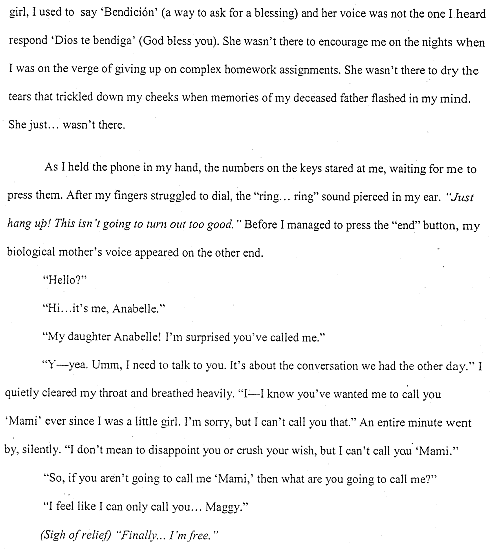 girl, I used to say ‘Bendición’ (a way to ask for a blessing) and her voice was not the one I heard
respond ‘Dios te bendiga’ (God bless you). She wasn’t there to encourage me on the nights when
I was on the verge of giving up on complex homework assignments. She wasn’t there to dry the
tears that trickled down my cheeks when memories of my deceased father flashed in my mind.
She just… wasn’t there.
As I held the phone in my hand, the numbers on the keys stared at me, waiting for me to
press them. After my fingers struggled to dial, the “ring… ring” sound pierced in my ear. “Just
hang up! This isn’t going to turn out too good.” Before I managed to press the “end” button, my
biological mother’s voice appeared on the other end.
“Hello?”
“Hi…it’s me, Anabelle.”
“My daughter Anabelle! I’m surprised you’ve called me.”
“Y—yea. Umm, I need to talk to you. It’s about the conversation we had the other day.” I
quietly cleared my throat and breathed heavily. “I—I know you’ve wanted me to call you
‘Mami’ ever since I was a little girl. I’m sorry, but I can’t call you that.” An entire minute went
by, silently. “I don’t mean to disappoint you or crush your wish, but I can’t call you ‘Mami.”
“So, if you aren’t going to call me ‘Mami,’ then what are you going to call me?”
“I feel like I can only call you… Maggy.”
(Sigh of relief) “Finally… I’m free.”